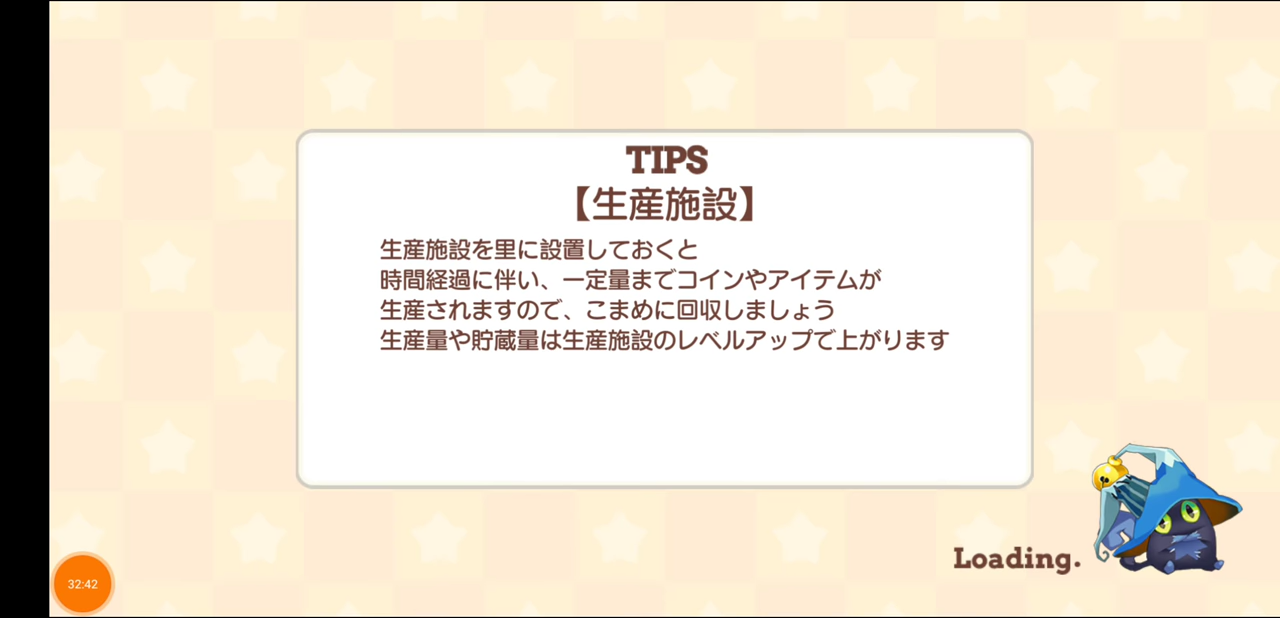 TIPS
【生産施設】
生産施設を里に設置しておくと
時間経過に伴い、一定量までコインやアイテムが
生産されますので、こまめに回収しましょう
生産量や貯蔵量は生産施設のレベルアップで上がります
Loading.
32:42